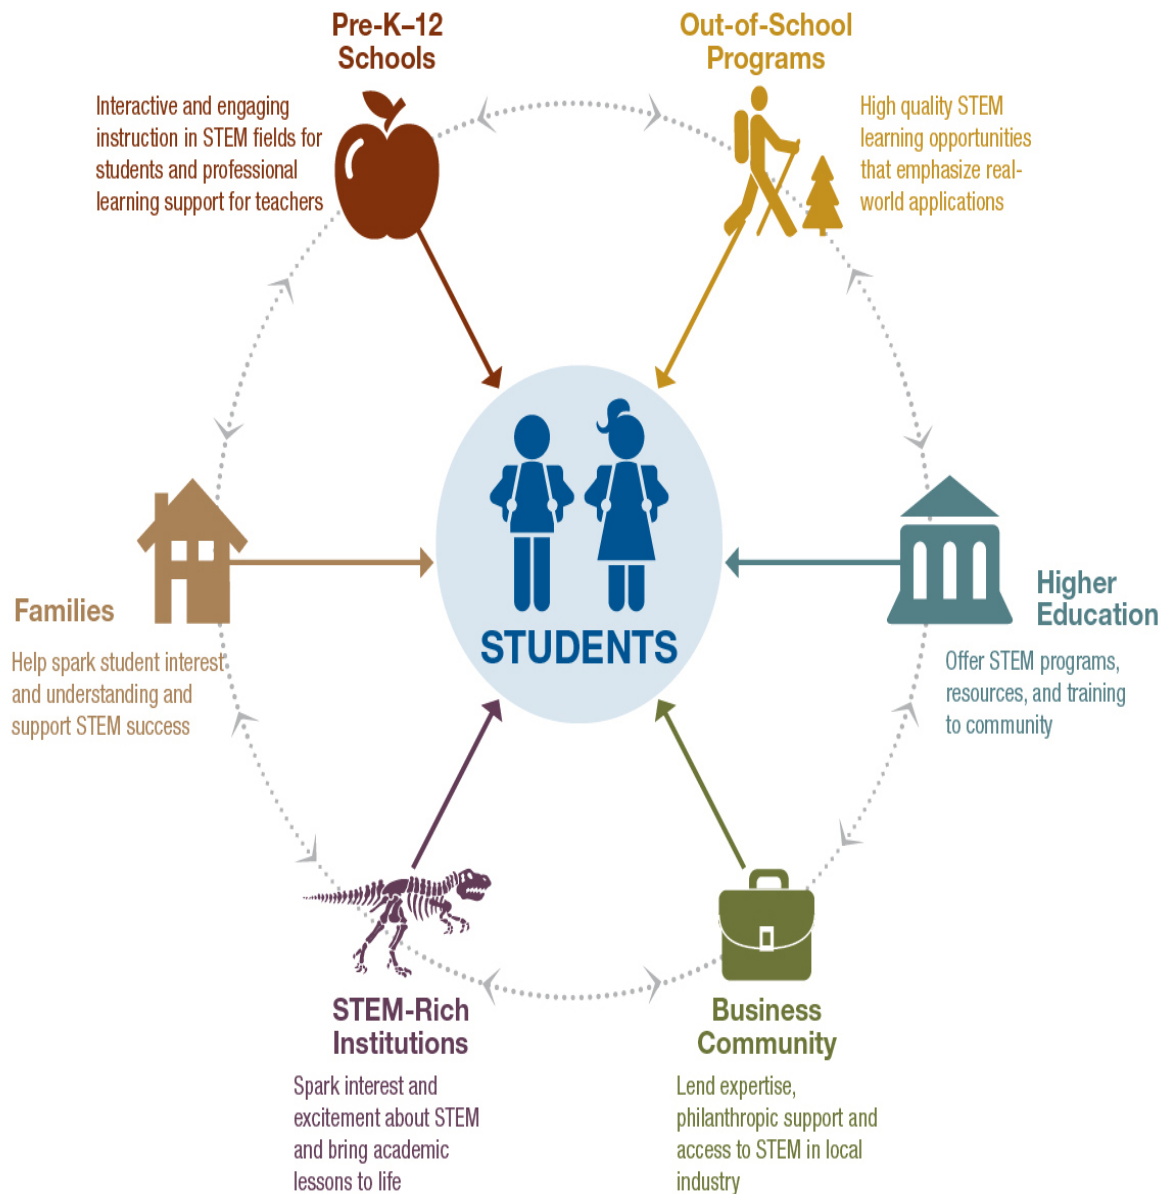 Pre-K–12
Schools
Interactive and engaging
instruction in STEM fields for
students and professional
learning support for teachers
Out-of-School
Programs
High quality STEM
learning opportunities
that emphasize real-
world applications
Families
Help spark student interest
and understanding and
support STEM success
STUDENTS
Higher
Education
Offer STEM programs,
resources, and training
to community
STEM-Rich
Institutions
Spark interest and
excitement about STEM
and bring academic
lessons to life
Business
Community
Lend expertise,
philanthropic support and
access to STEM in local
industry